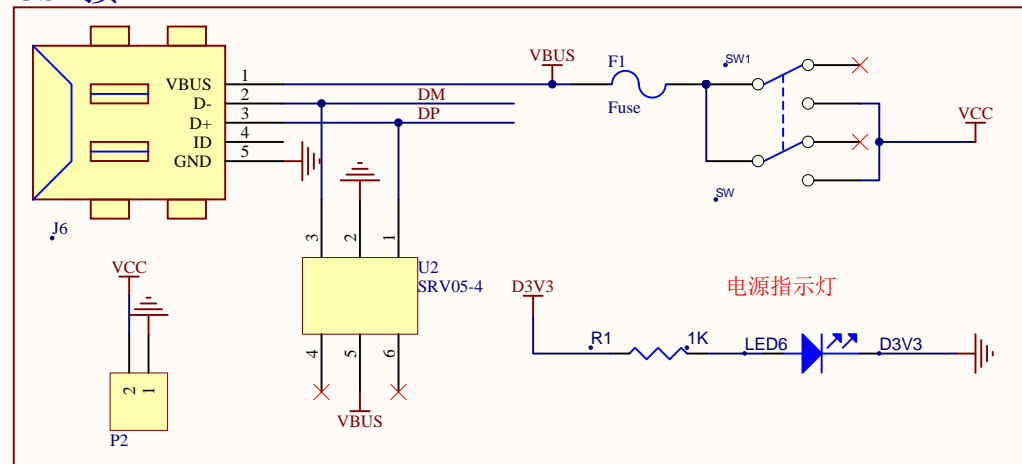 VBUS
D-
D+
ID
GND
1
2
3
4
5
DM
DP
VBUS
F1
Fuse
SW1
SW
VCC
J6
VCC
2
1
P2
3
2
1
U2
SRV05-4
4
5
6
VBUS
D3V3
电源指示灯
R1
1K
LED6
D3V3